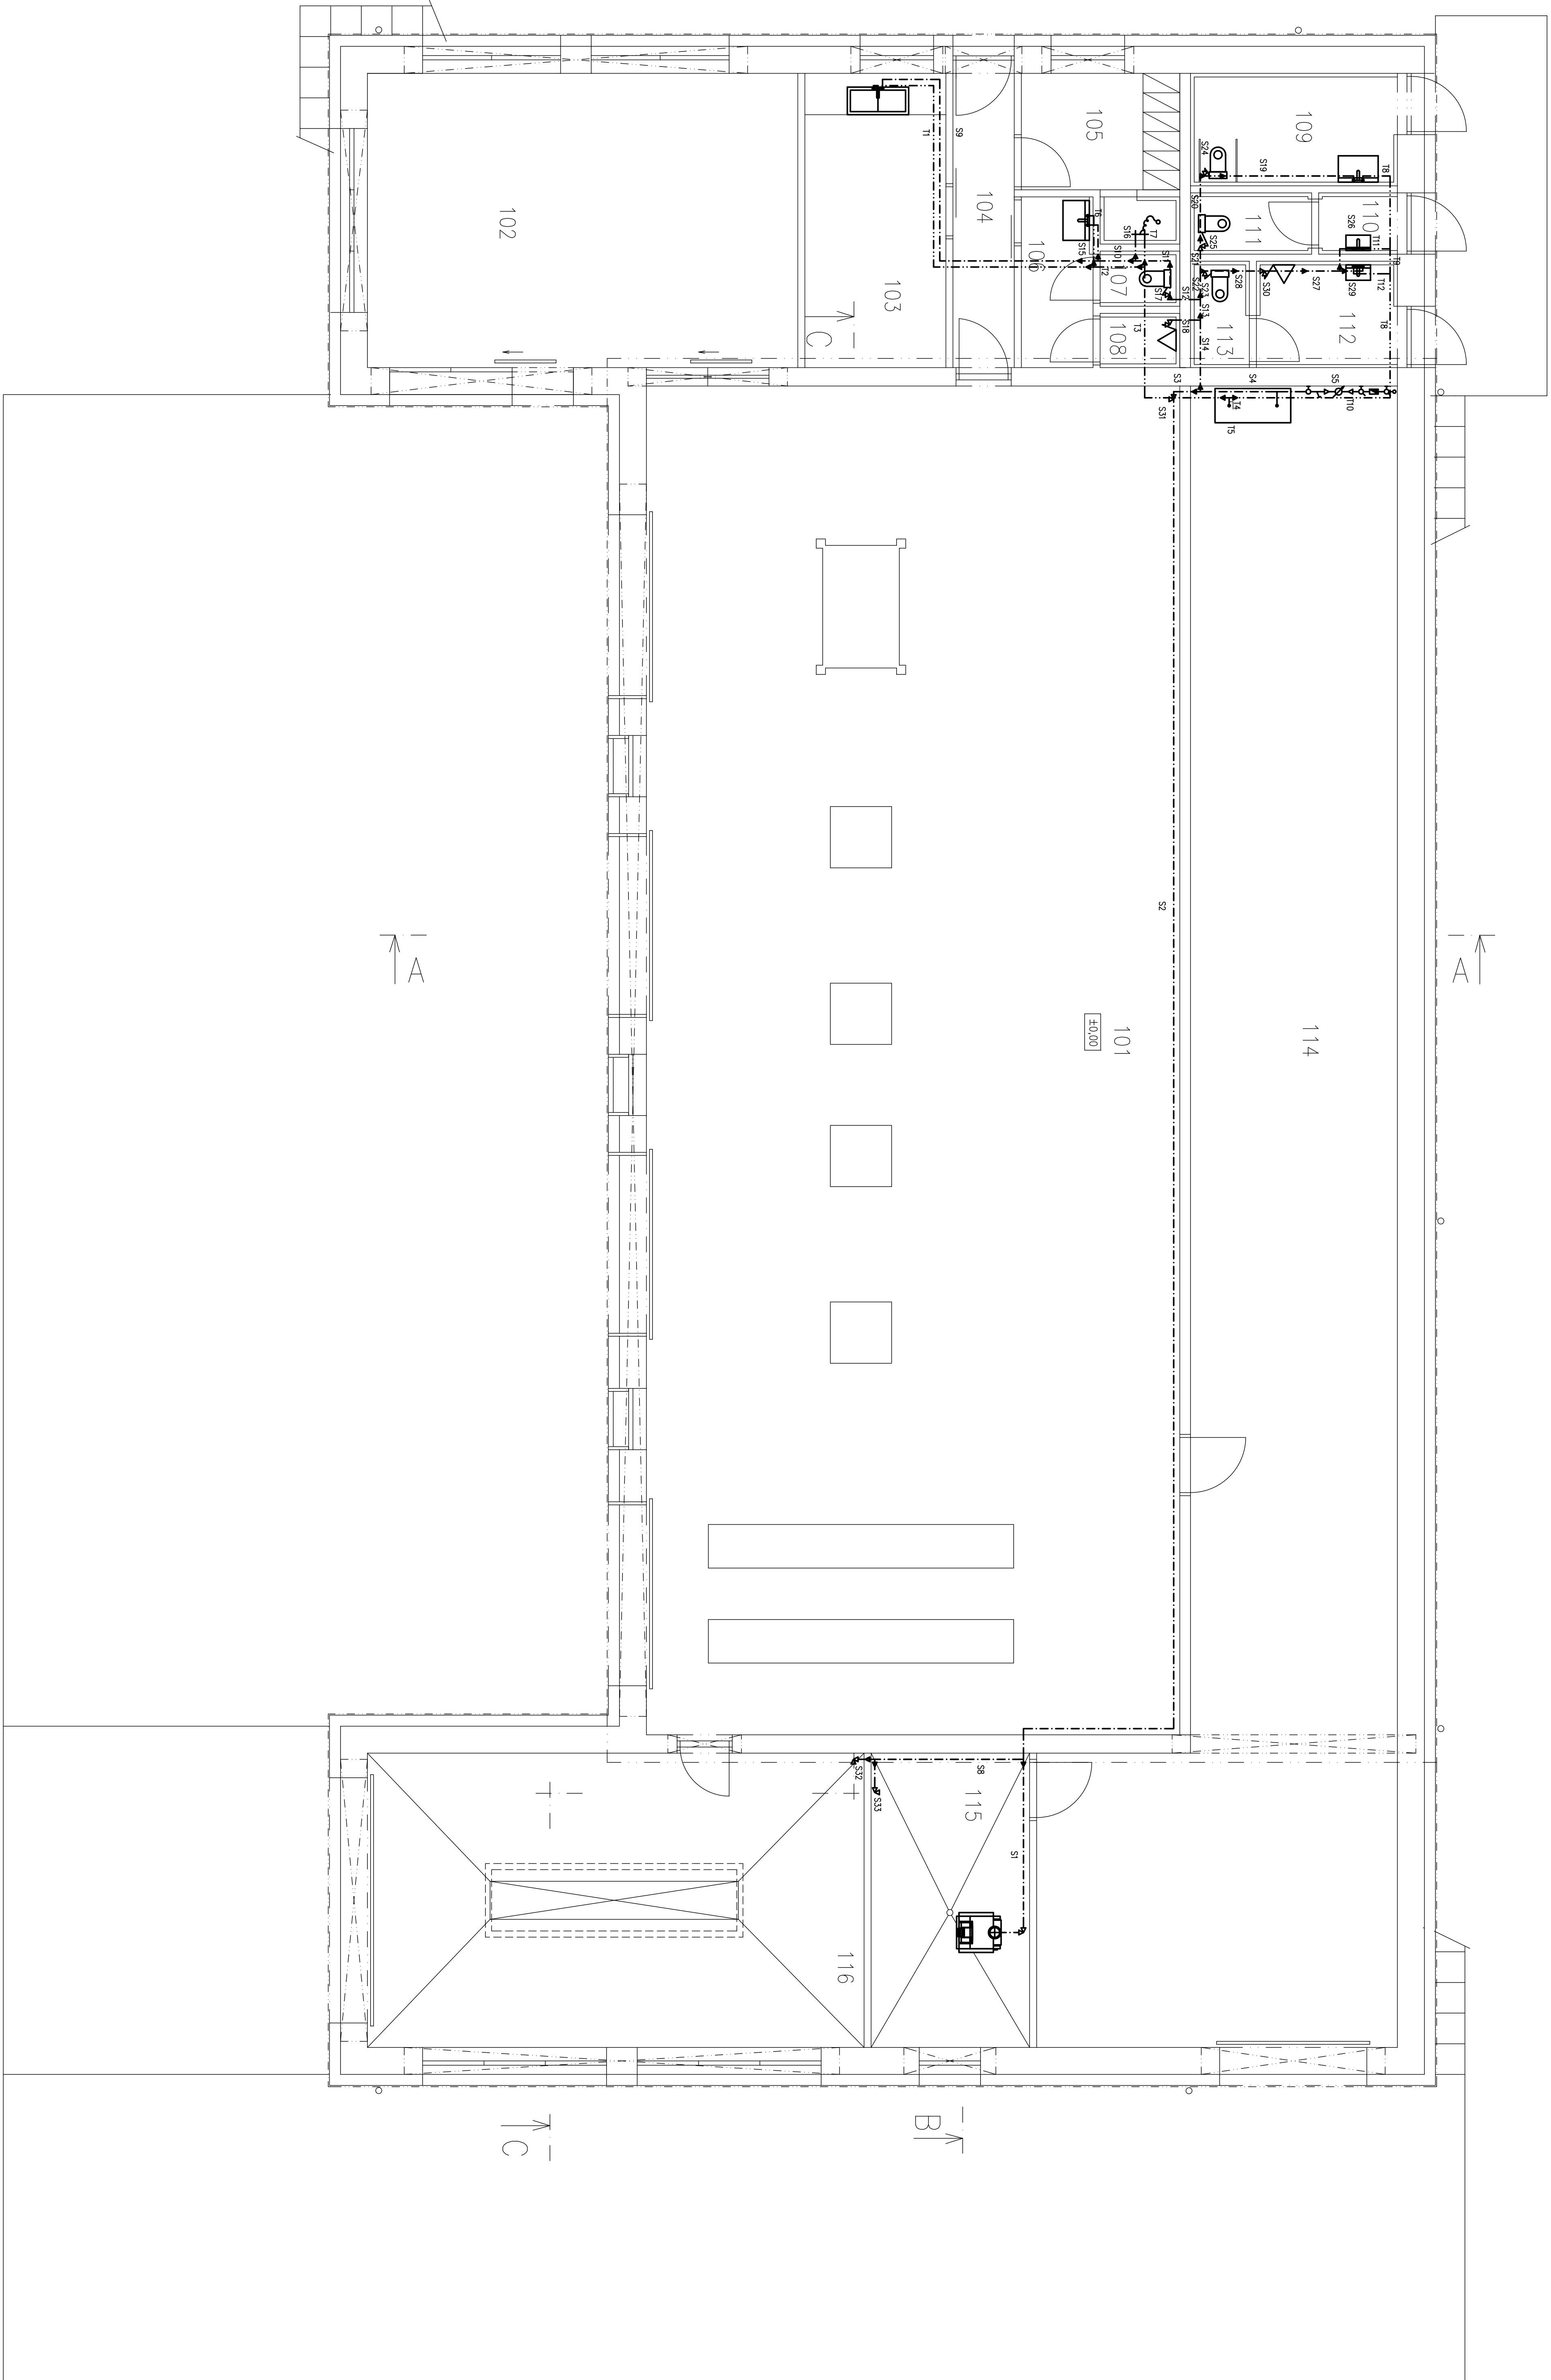 109
S24
S19
T8
S20
111
S25
110
S26
T11
T9
105
T6
S16
T7
S9
T1
104
102
S15
106
S10
T2
107
S11
S17
S12
S21
S22
S23
S28
S30
S27
S29
T12
T8
103
C
108
T3
S18
S13
S14
113
112
S3
S31
S4
T4
T5
S5
T10
S2
A
A
±0,00
101
114
S32
S33
S8
115
S1
116
C
B